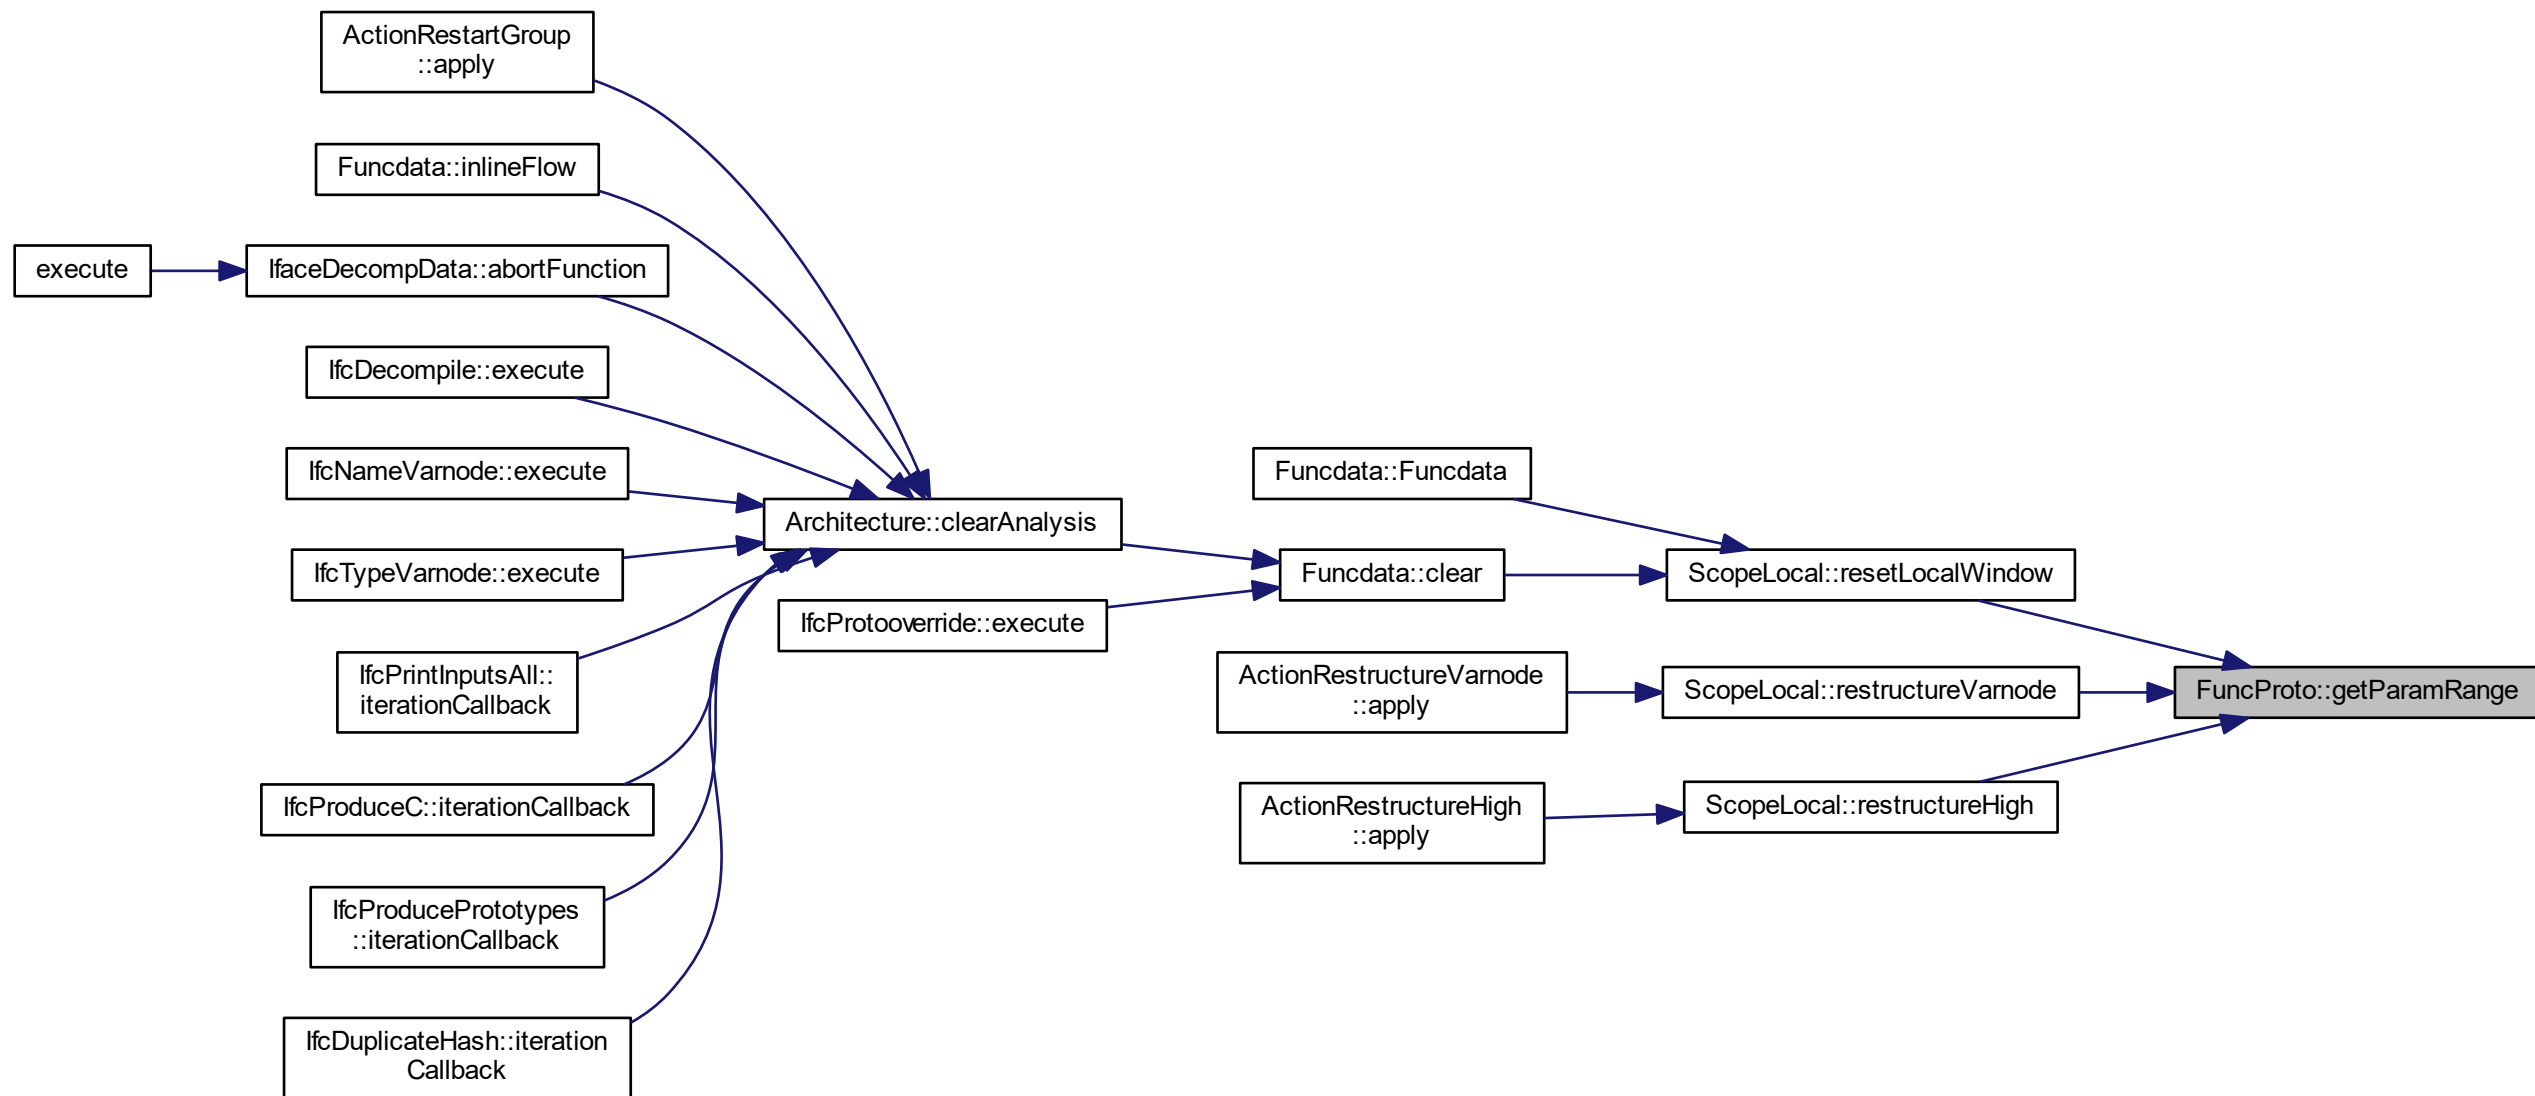 ActionRestartGroup
::apply
Funcdata::inlineFlow
execute
IfaceDecompData::abortFunction
IfcDecompile::execute
IfcNameVarnode::execute
IfcTypeVarnode::execute
IfcPrintInputsAll::
iterationCallback
IfcProduceC::iterationCallback
IfcProducePrototypes
::iterationCallback
IfcDuplicateHash::iteration
Callback
Architecture::clearAnalysis
IfcProtooverride::execute
Funcdata::Funcdata
Funcdata::clear
ActionRestructureVarnode
::apply
ActionRestructureHigh
::apply
ScopeLocal::resetLocalWindow
ScopeLocal::restructureVarnode
ScopeLocal::restructureHigh
FuncProto::getParamRange